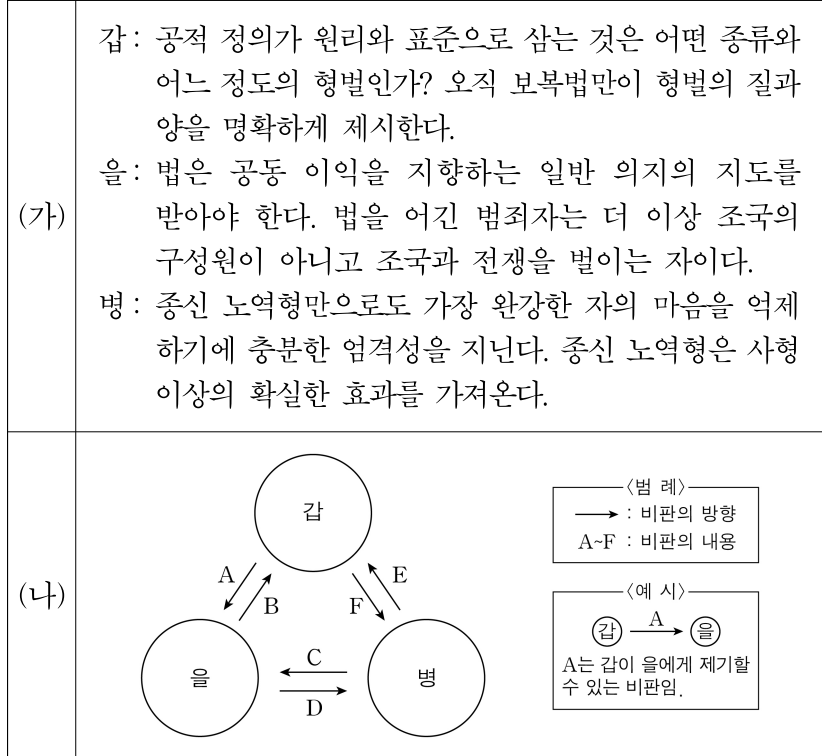 (가)
갑: 공적 정의가 원리와 표준으로 삼는 것은 어떤 종류와
어느 정도의 형벌인가? 오직 보복법만이 형벌의 질과
양을 명확하게 제시한다.
을: 법은 공동 이익을 지향하는 일반 의지의 지도를
받아야 한다. 법을 어긴 범죄자는 더 이상 조국의
구성원이 아니고 조국과 전쟁을 벌이는 자이다.
병: 종신 노역형만으로도 가장 완강한 자의 마음을 억제
하기에 충분한 엄격성을 지닌다. 종신 노역형은 사형
이상의 확실한 효과를 가져온다.
(나)
갑
A
B
F
E
을
C
D
병
〈범 례〉
: 비판의 방향
A~F : 비판의 내용
〈예 시〉
갑 A 을
A는 갑이 을에게 제기할
수 있는 비판임.